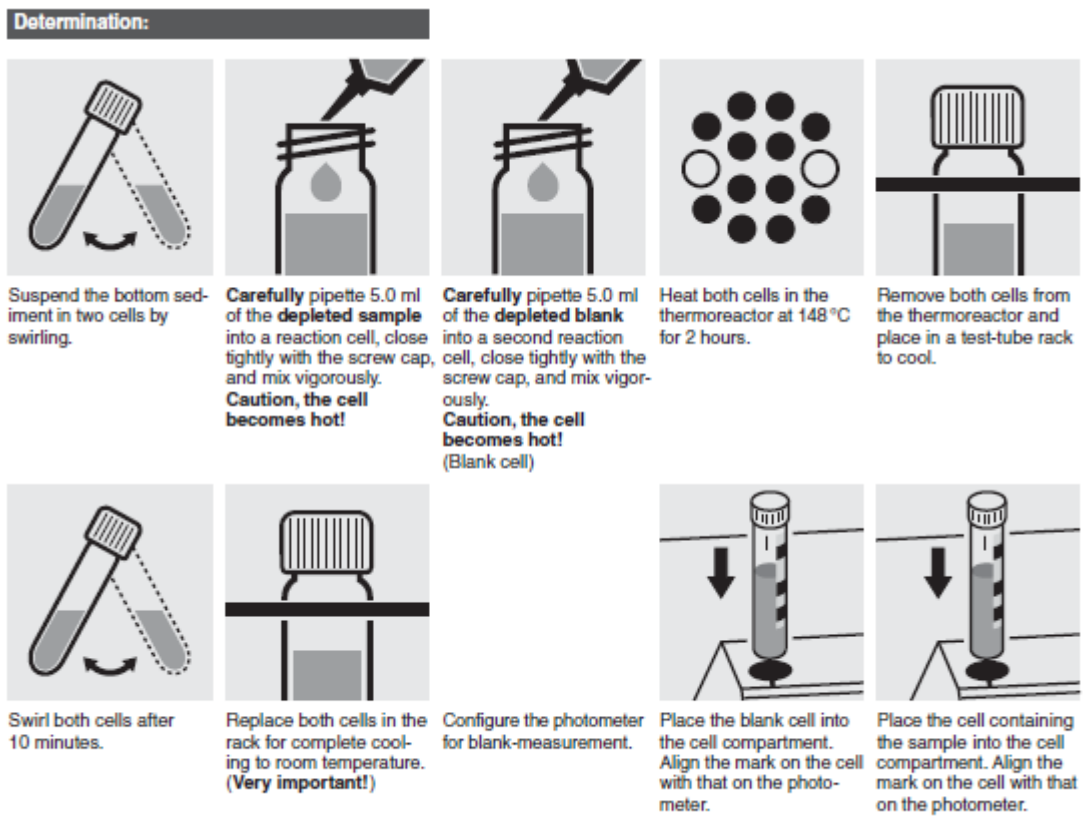 Determination:
Suspend the bottom sed-
iment in two cells by
swirling.
Carefully pipette 5.0 ml
of the depleted sample
into a reaction cell, close
tightly with the screw cap,
and mix vigorously.
Caution, the cell
becomes hot!
Carefully pipette 5.0 ml
of the depleted blank
into a second reaction
cell, close tightly with the
screw cap, and mix vigor-
ously.
Caution, the cell
becomes hot!
(Blank cell)
Heat both cells in the
thermoreactor at 148 °C
for 2 hours.
Remove both cells from
the thermoreactor and
place in a test-tube rack
to cool.
Swirl both cells after
10 minutes.
Replace both cells in the
rack for complete cool-
ing to room temperature.
(Very important!)
Configure the photometer
for blank-measurement.
Place the blank cell into
the cell compartment.
Align the mark on the cell
with that on the photo-
meter.
Place the cell containing
the sample into the cell
compartment. Align the
mark on the cell with that
on the photometer.